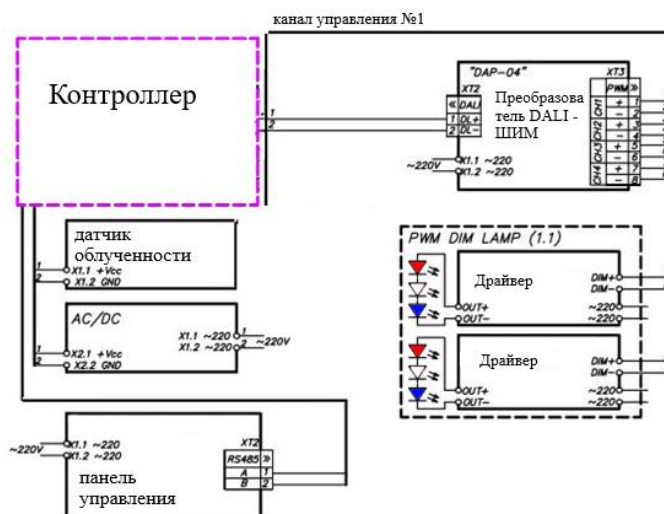 канал управления №1
Контроллер
1
2
"DAP-04"
XT2
XT3
« DALI
PWM »
Преобразова
тель DALI -
ШИМ
1 DL+
2 DL-
CH1 + 1
- 2
CH2 + 3
- 4
CH3 + 5
- 6
CH4 + 7
- 8
~220V
X1.1 ~220
X1.2 ~220
датчик
облученности
1 X1.1 +Vcc
2 X1.2 GND
AC/DC
X1.1 ~220 1
X1.2 ~220 2
~220V
1 X2.1 +Vcc
2 X2.2 GND
PWM DIM LAMP (1.1)
Драйвер
DIM+
DIM-
OUT+
OUT-
~220
~220
Драйвер
DIM+
DIM-
OUT+
OUT-
~220
~220
~220V
X1.1 ~220
X1.2 ~220
XT2
RS485 »
A 1
B 2
панель
управления